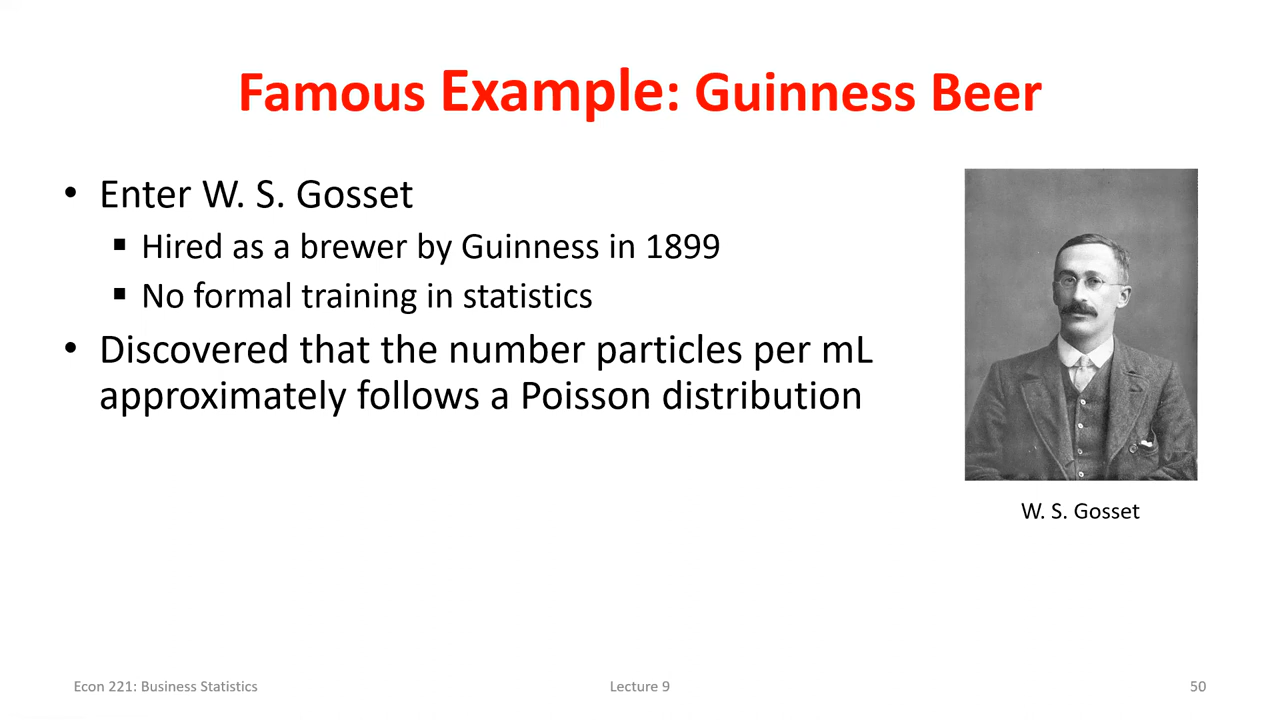 Famous Example: Guinness Beer
• Enter W. S. Gosset
▪ Hired as a brewer by Guinness in 1899
▪ No formal training in statistics
• Discovered that the number particles per mL
approximately follows a Poisson distribution
W. S. Gosset
Econ 221: Business Statistics
Lecture 9
50